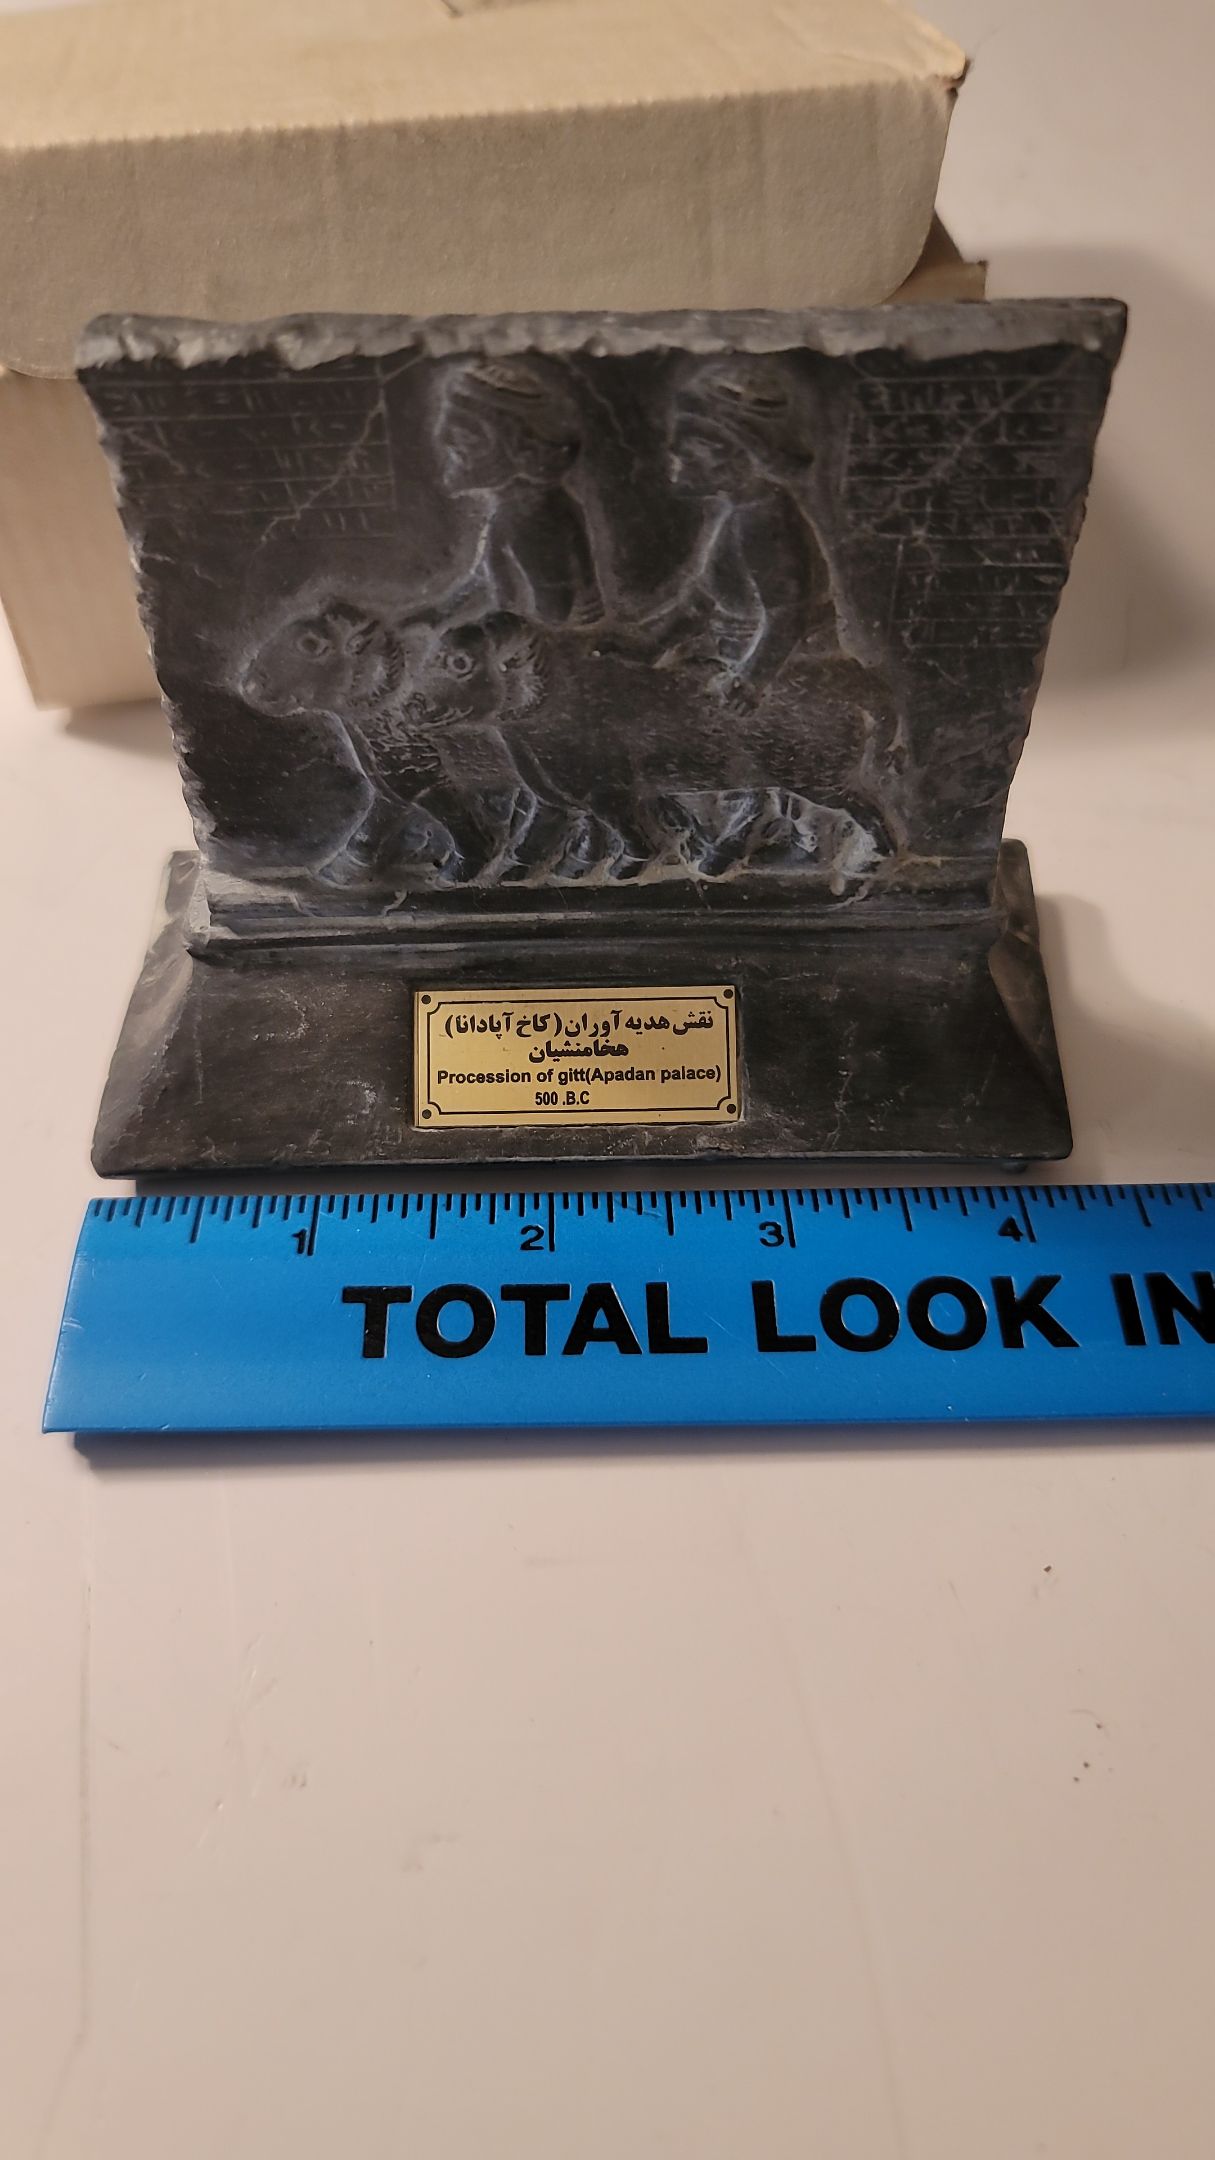 نقش هدیه آوران (کاخ آپادانا)
هخامنشیان
Procession of gitt(Apadan palace)
500 .B.C
1 2 3 4
TOTAL LOOK IN